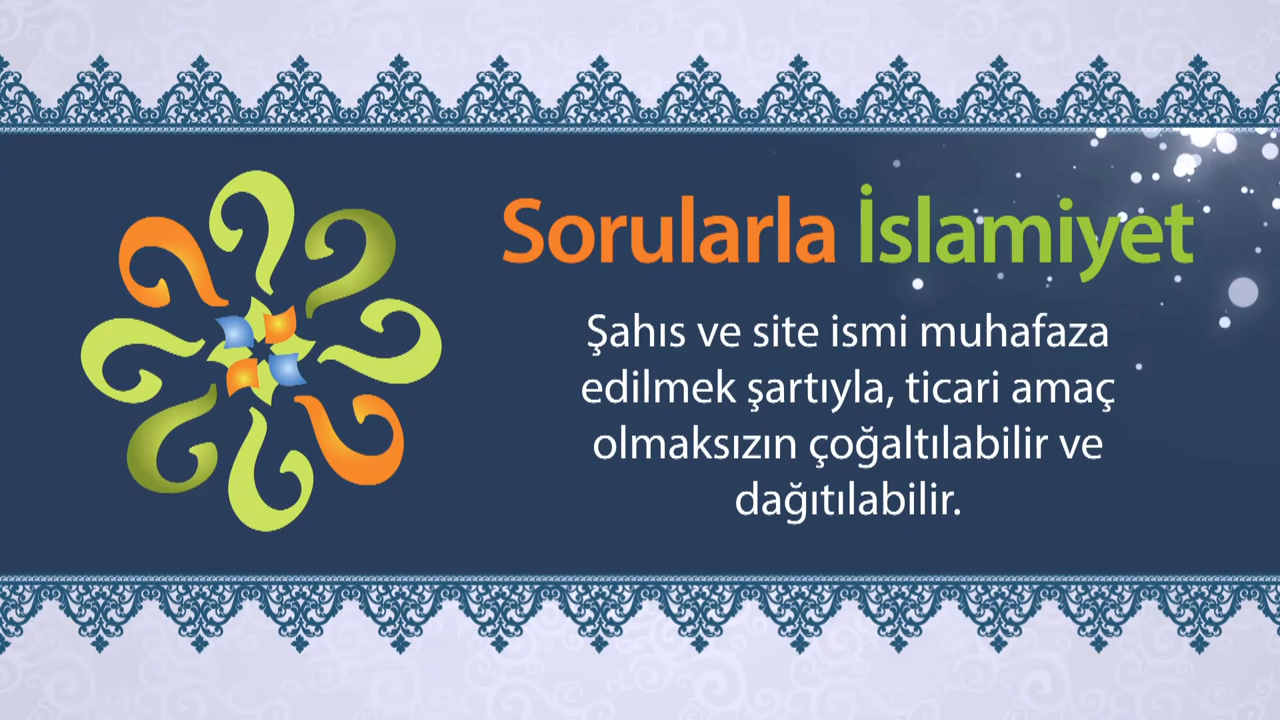 Sorularla İslamiyet
Şahıs ve site ismi muhafaza
edilmek şartıyla, ticari amaç
olmaksızın çoğaltılabilir ve
dağıtılabilir.